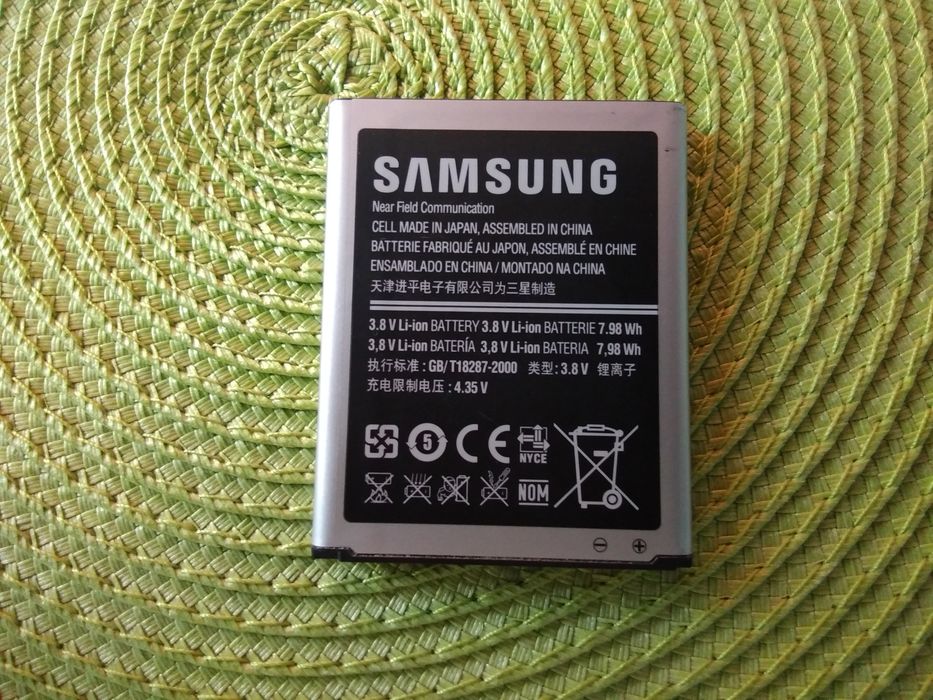 SAMSUNG
Near Field Communication
CELL MADE IN JAPAN, ASSEMBLED IN CHINA
BATTERIE FABRIQUÉ AU JAPON, ASSEMBLÉ EN CHINE
ENSAMBLADO EN CHINA / MONTADO NA CHINA
天津进平电子有限公司为三星制造
3.8 V Li-ion BATTERY 3.8 V Li-ion BATTERIE 7.98 Wh
3,8 V Li-ion BATERÍA 3,8 V Li-ion BATERIA 7,98 Wh
执行标准 : GB/T18287-2000 类型: 3.8 V 锂离子
充电限制电压 : 4.35 V
5 CE NYCE
NOM